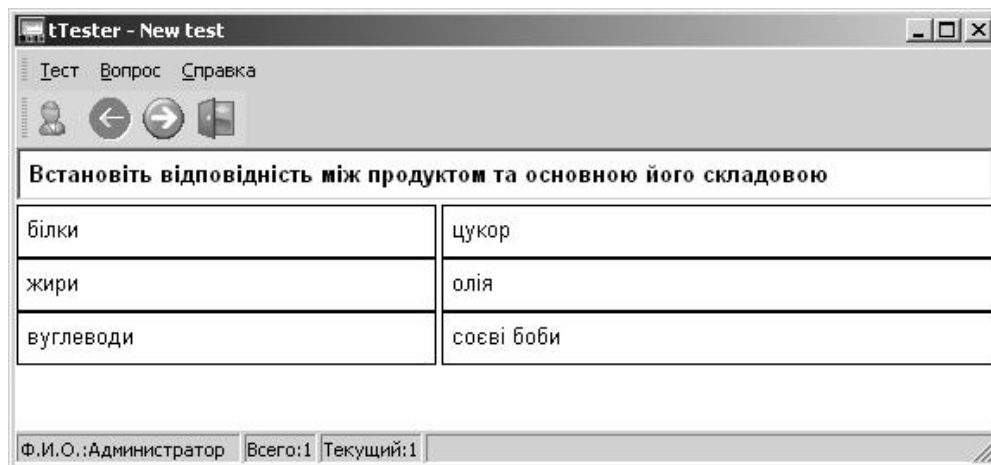 tTester - New test
Тест Вопрос Справка
Встановіть відповідність між продуктом та основною його складовою
білки цукор
жири олія
вуглеводи соєві боби
Ф.И.О.:Администратор Всего:1 Текущий:1